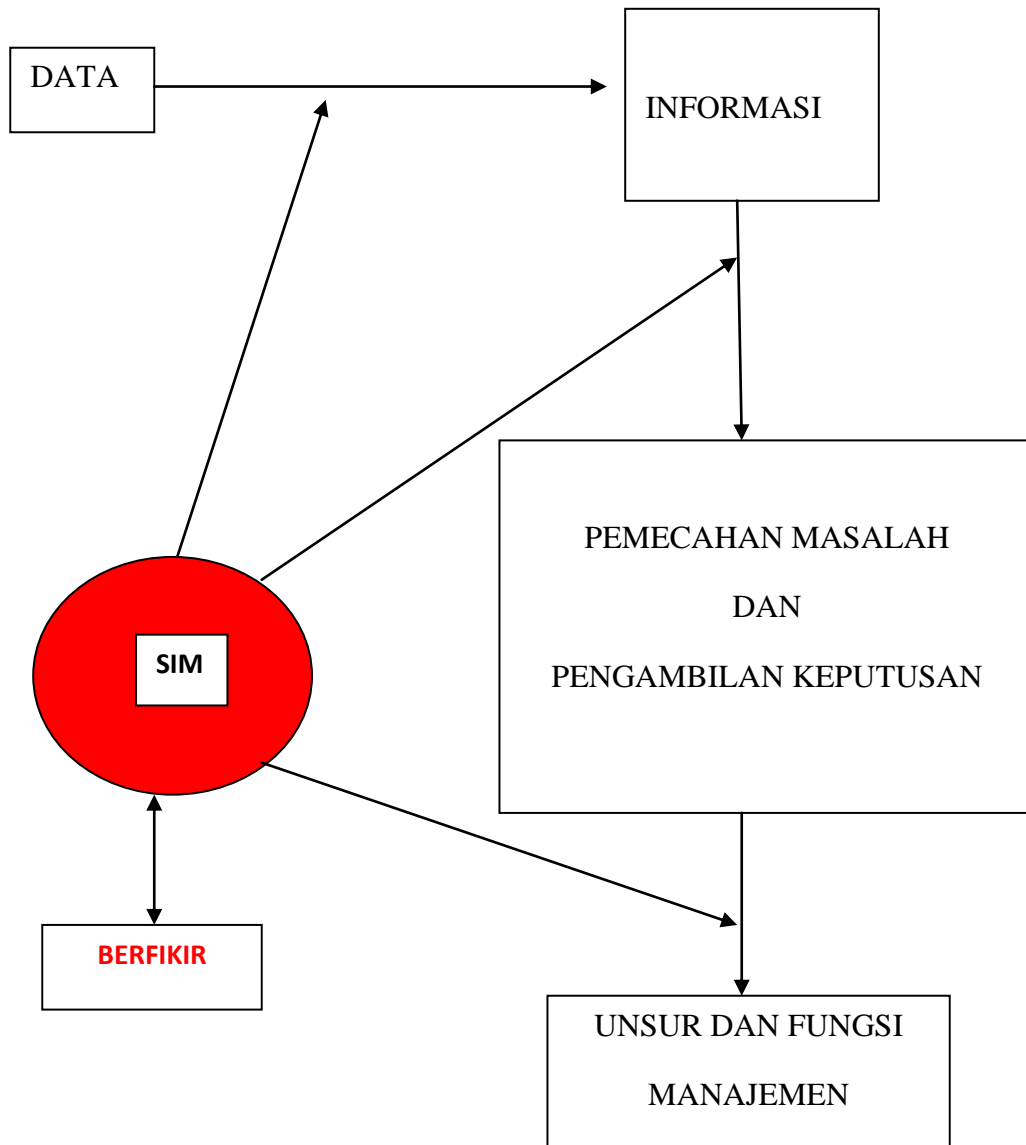 DATA
INFORMASI
PEMECAHAN MASALAH
DAN
PENGAMBILAN KEPUTUSAN
SIM
BERFIKIR
UNSUR DAN FUNGSI
MANAJEMEN